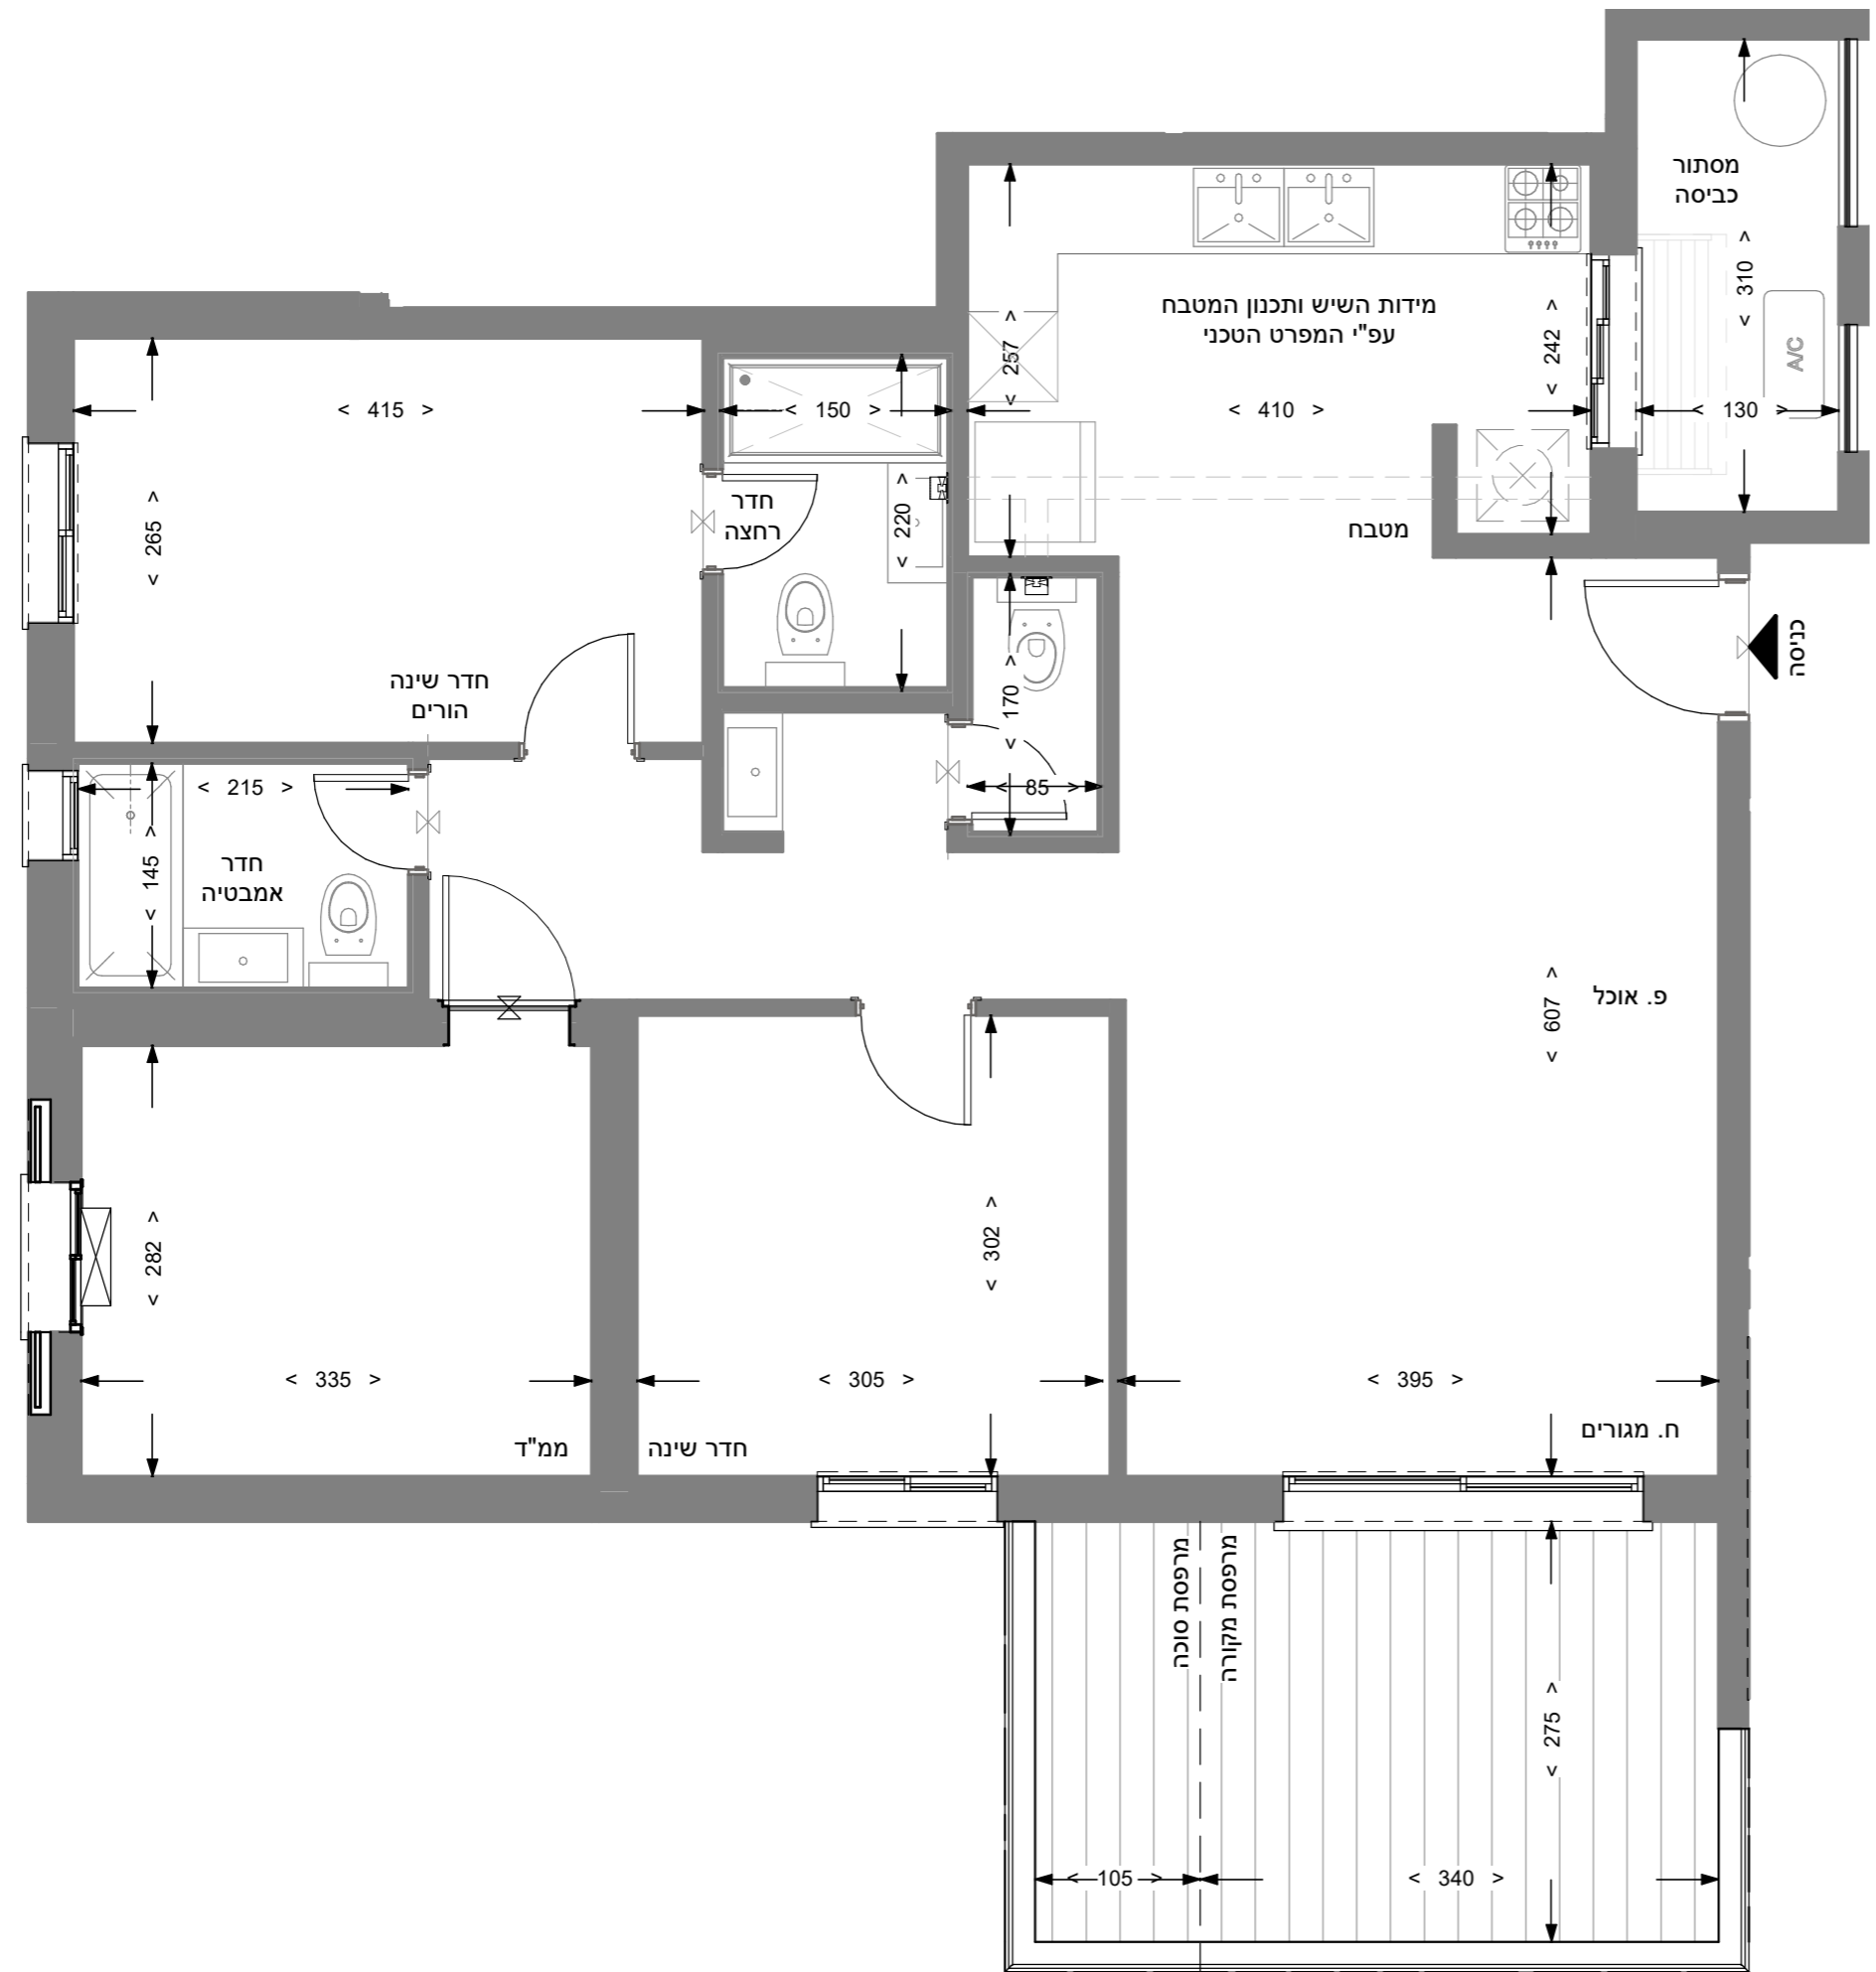 מסתור
כביסה
< 310 >
A/C
< 130 >
מידות השיש ותכנון המטבח
עפ"י המפרט הטכני
< 257 >
< 242 >
< 410 >
מטבח
< 415 >
< 265 >
חדר שינה
הורים
< 150 >
חדר
רחצה
< 220 >
< 170 >
< 85 >
כניסה
< 215 >
< 145 >
חדר
אמבטיה
< 607 >
פ. אוכל
< 282 >
< 335 >
ממ"ד
< 302 >
< 305 >
חדר שינה
< 395 >
ח. מגורים
מרפסת סוכה
מרפסת מקורה
< 275 >
< 105 >
< 340 >